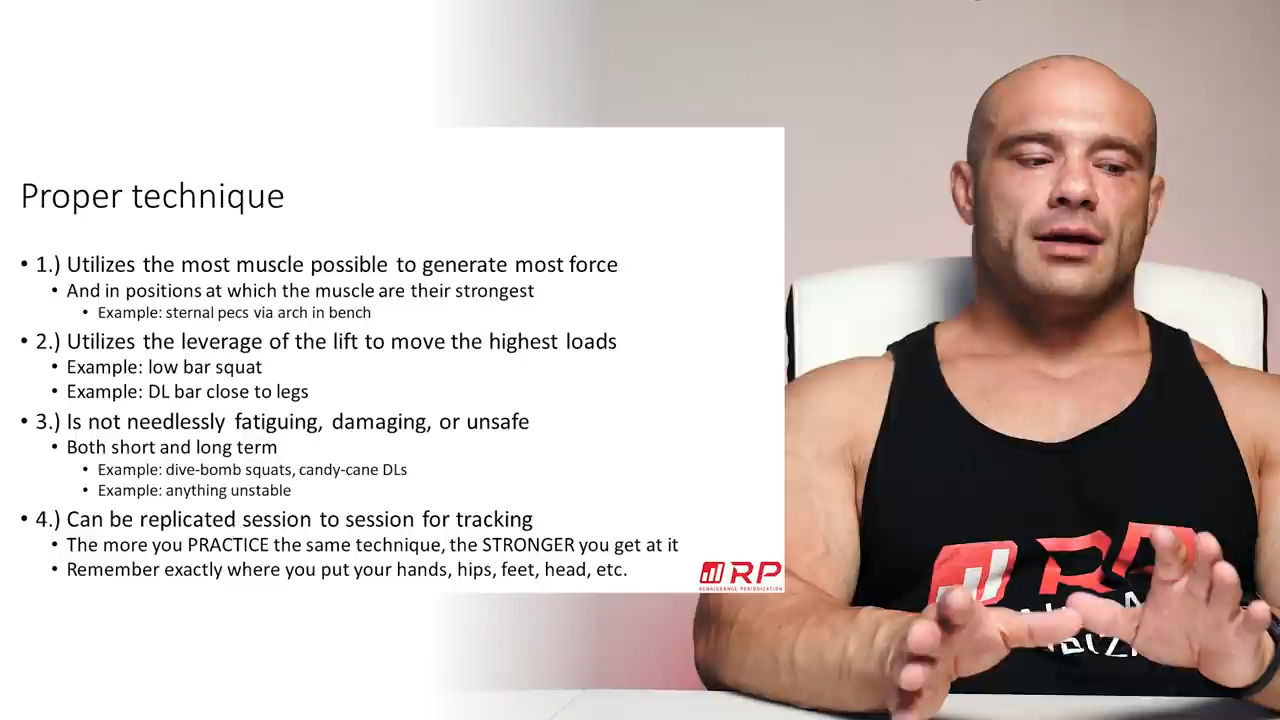 Proper technique
• 1.) Utilizes the most muscle possible to generate most force
• And in positions at which the muscle are their strongest
• Example: sternal pecs via arch in bench
• 2.) Utilizes the leverage of the lift to move the highest loads
• Example: low bar squat
• Example: DL bar close to legs
• 3.) Is not needlessly fatiguing, damaging, or unsafe
• Both short and long term
• Example: dive-bomb squats, candy-cane DLs
• Example: anything unstable
• 4.) Can be replicated session to session for tracking
• The more you PRACTICE the same technique, the STRONGER you get at it
• Remember exactly where you put your hands, hips, feet, head, etc.
RP
RENAISSANCE PERIODIZATION
RP